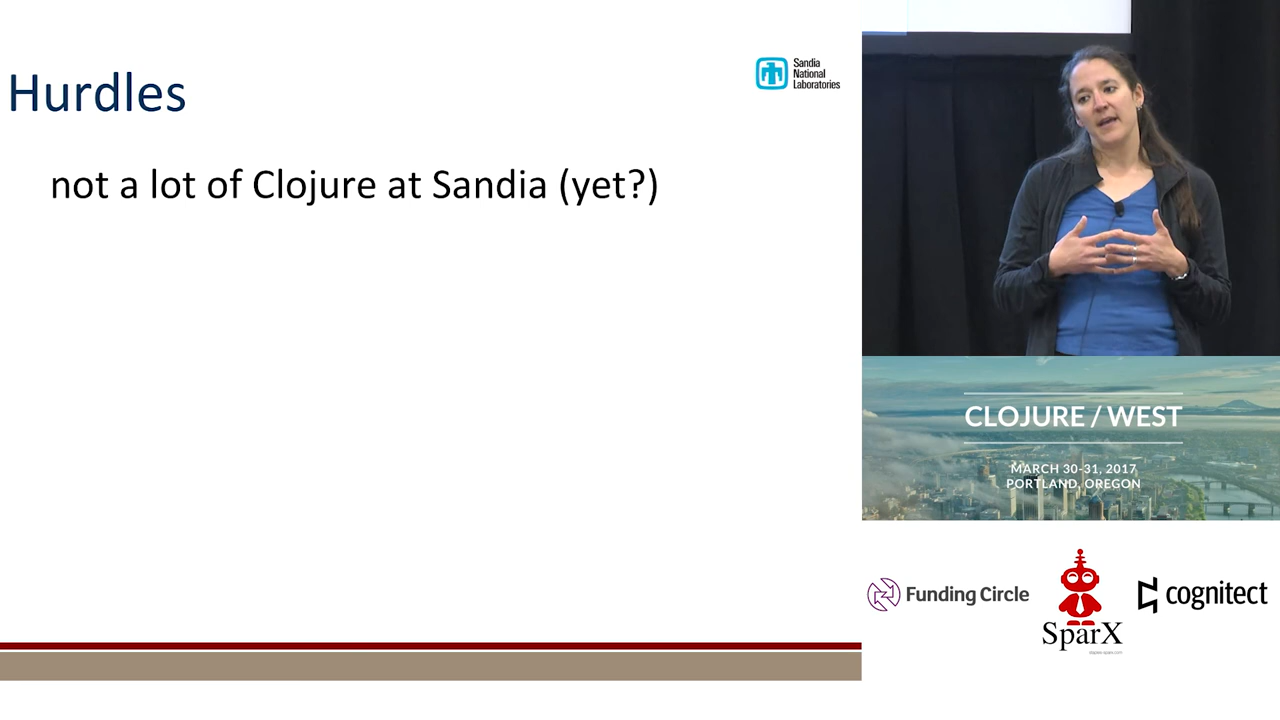 Hurdles
Sandia
National
Laboratories
not a lot of Clojure at Sandia (yet?)
CLOJURE / WEST
MARCH 30-31, 2017
PORTLAND, OREGON
Funding Circle
SparX
cognitect